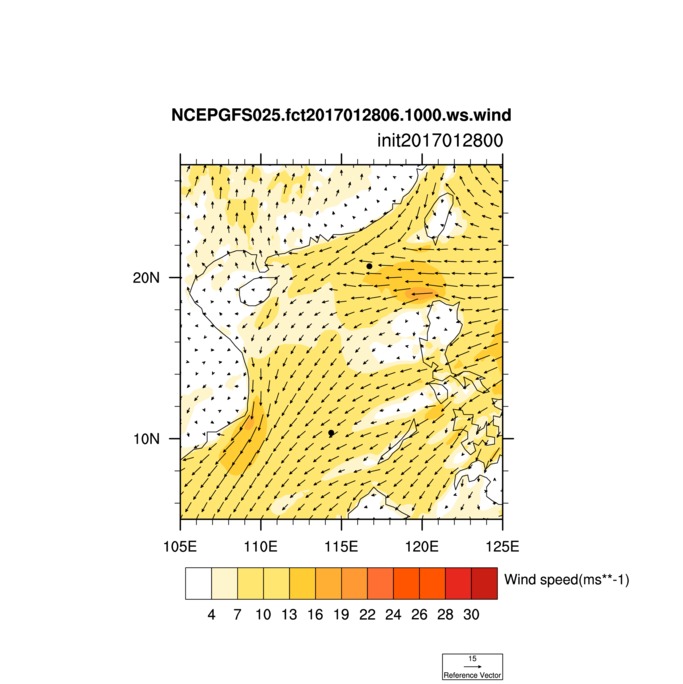 NCEPGFS025.fct2017012806.1000.ws.wind
init2017012800
20N
10N
105E 110E 115E 120E 125E
Wind speed(ms**-1)
4 7 10 13 16 19 22 24 26 28 30
15
Reference Vector